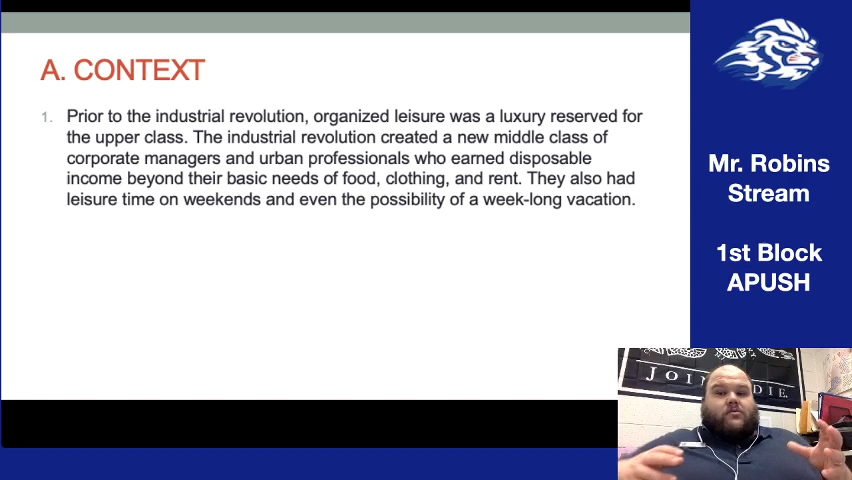 A. CONTEXT
1. Prior to the industrial revolution, organized leisure was a luxury reserved for
the upper class. The industrial revolution created a new middle class of
corporate managers and urban professionals who earned disposable
income beyond their basic needs of food, clothing, and rent. They also had
leisure time on weekends and even the possibility of a week-long vacation.
Mr. Robins
Stream
1st Block
APUSH
DIE.